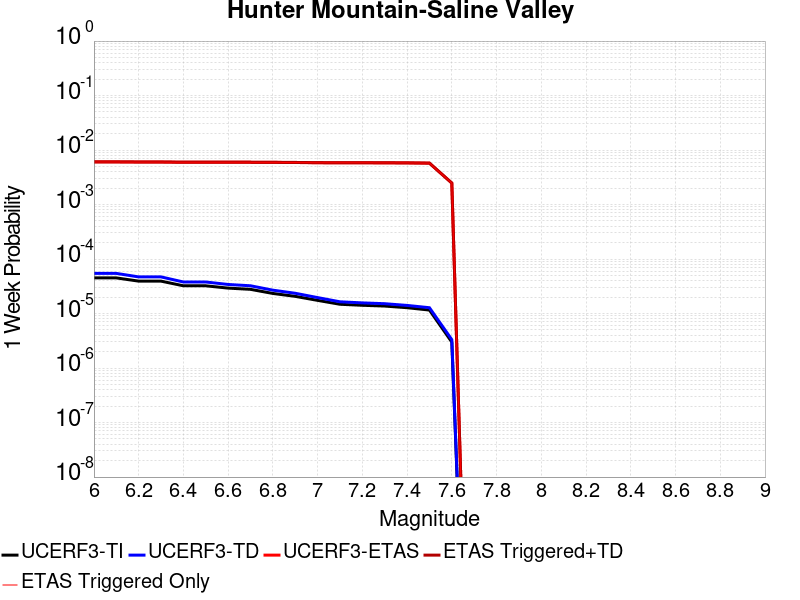 Hunter Mountain-Saline Valley
10^0
10^-1
10^-2
10^-3
10^-4
10^-5
10^-6
10^-7
10^-8
1 Week Probability
6 6.2 6.4 6.6 6.8 7 7.2 7.4 7.6 7.8 8 8.2 8.4 8.6 8.8 9
Magnitude
UCERF3-TI UCERF3-TD UCERF3-ETAS ETAS Triggered+TD
ETAS Triggered Only